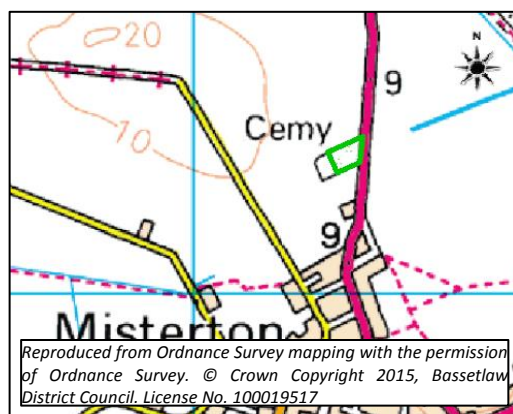 20
N
9
10
Cemy
9
Misterton
Reproduced from Ordnance Survey mapping with the permission
of Ordnance Survey. © Crown Copyright 2015, Bassetlaw
District Council. License No. 100019517